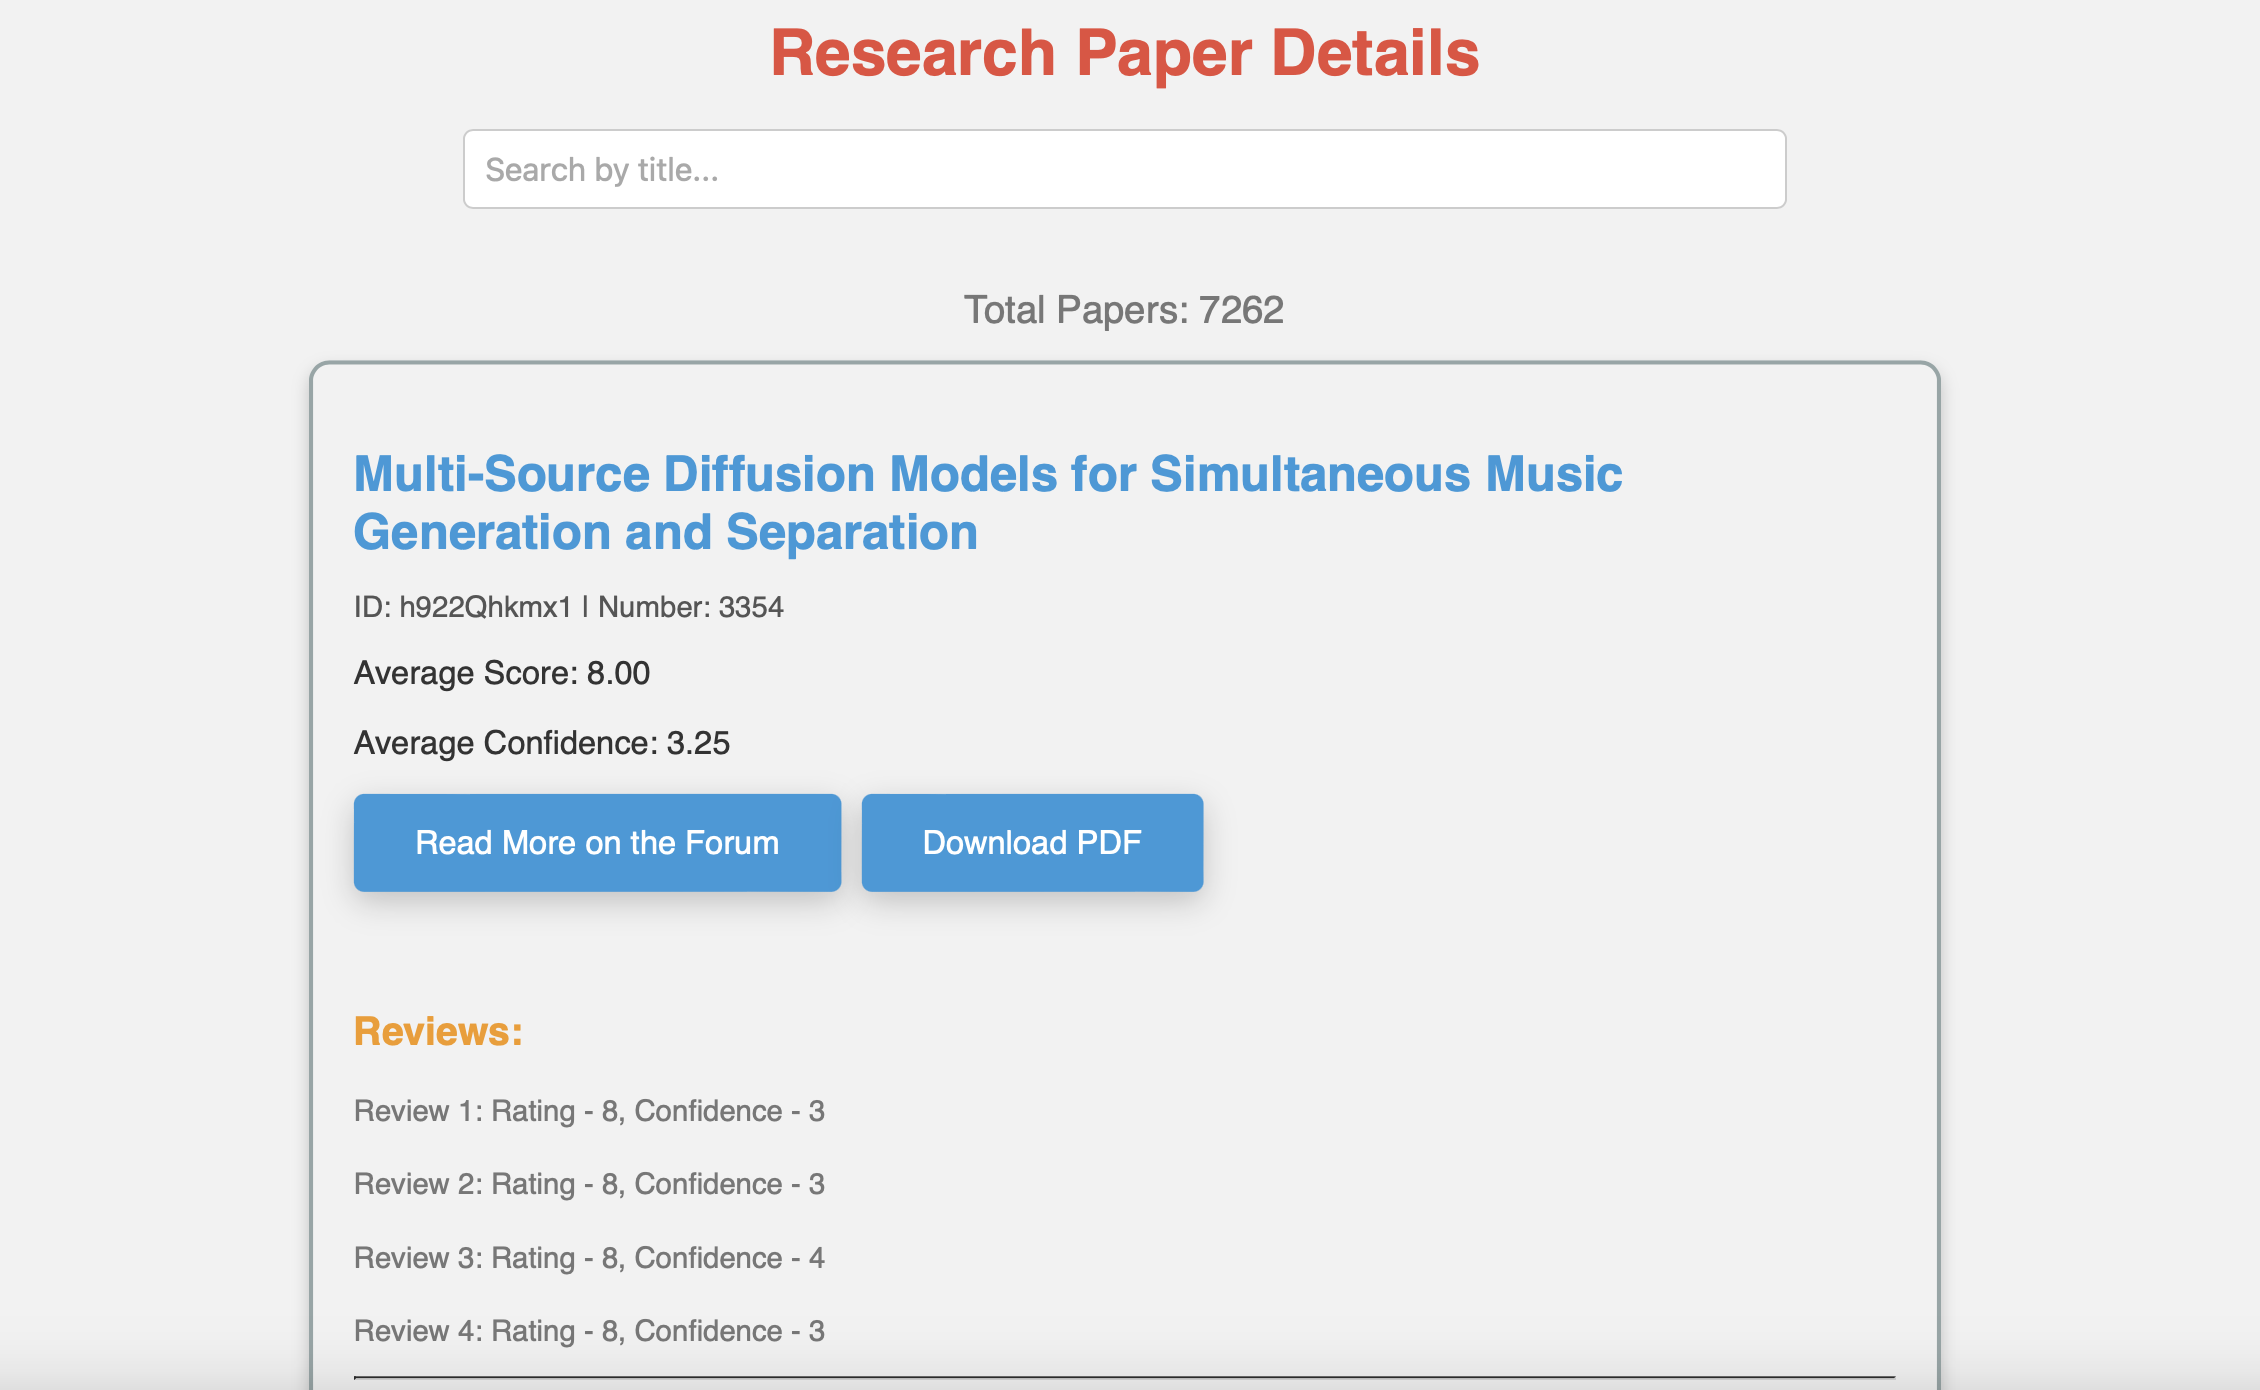 Research Paper Details
Search by title...
Total Papers: 7262
Multi-Source Diffusion Models for Simultaneous Music
Generation and Separation
ID: h922Qhkmx1 | Number: 3354
Average Score: 8.00
Average Confidence: 3.25
Read More on the Forum
Download PDF
Reviews:
Review 1: Rating - 8, Confidence - 3
Review 2: Rating - 8, Confidence - 3
Review 3: Rating - 8, Confidence - 4
Review 4: Rating - 8, Confidence - 3